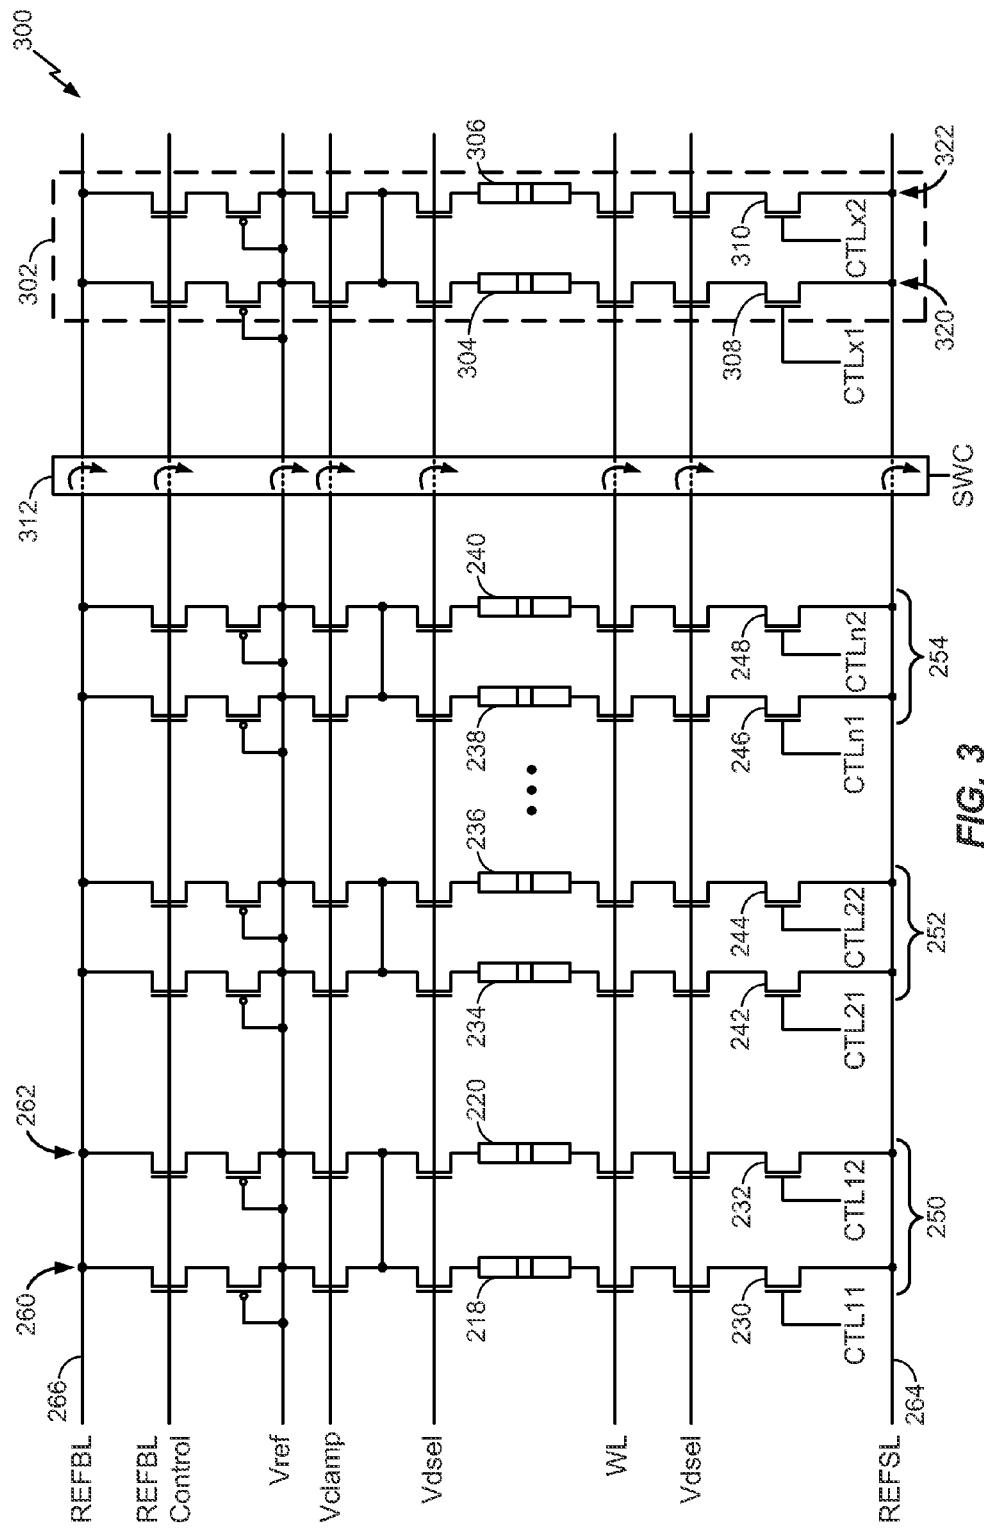 300
REFBL
266
260
262
312
302
REFBL
Control
Vref
Vclamp
Vdsel
218
220
234
236
238
240
304
306
WL
Vdsel
230
232
242
244
246
248
308
310
CTL11
CTL12
CTL21
CTL22
CTLn1
CTLn2
CTLx1
CTLx2
REFSL
264
250
252
254
SWC
320
322
FIG. 3